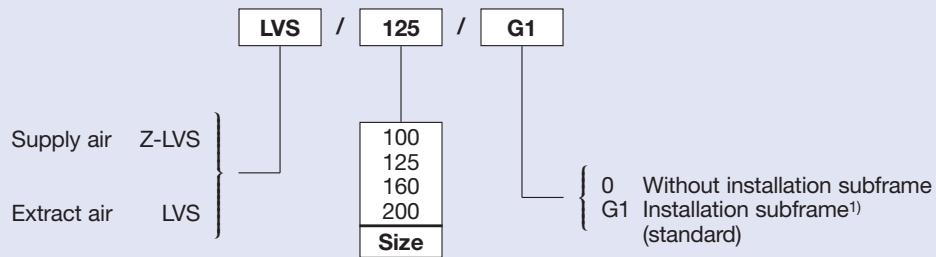 LVS / 125 / G1
Supply air Z-LVS
Extract air LVS
100
125
160
200
Size
0 Without installation subframe
G1 Installation subframe1)
(standard)